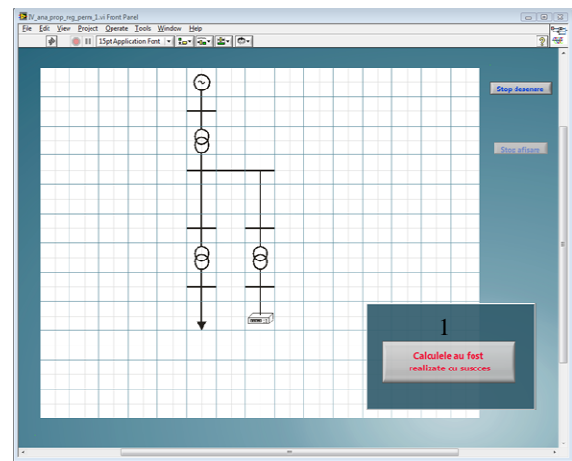 IV_ana_prop_reg_perm_1.vi Front Panel
File Edit View Project Operate Tools Window Help
15pt Application Font
Stop desenare
Stop afisare
1
Calculele au fost
realizate cu suscces